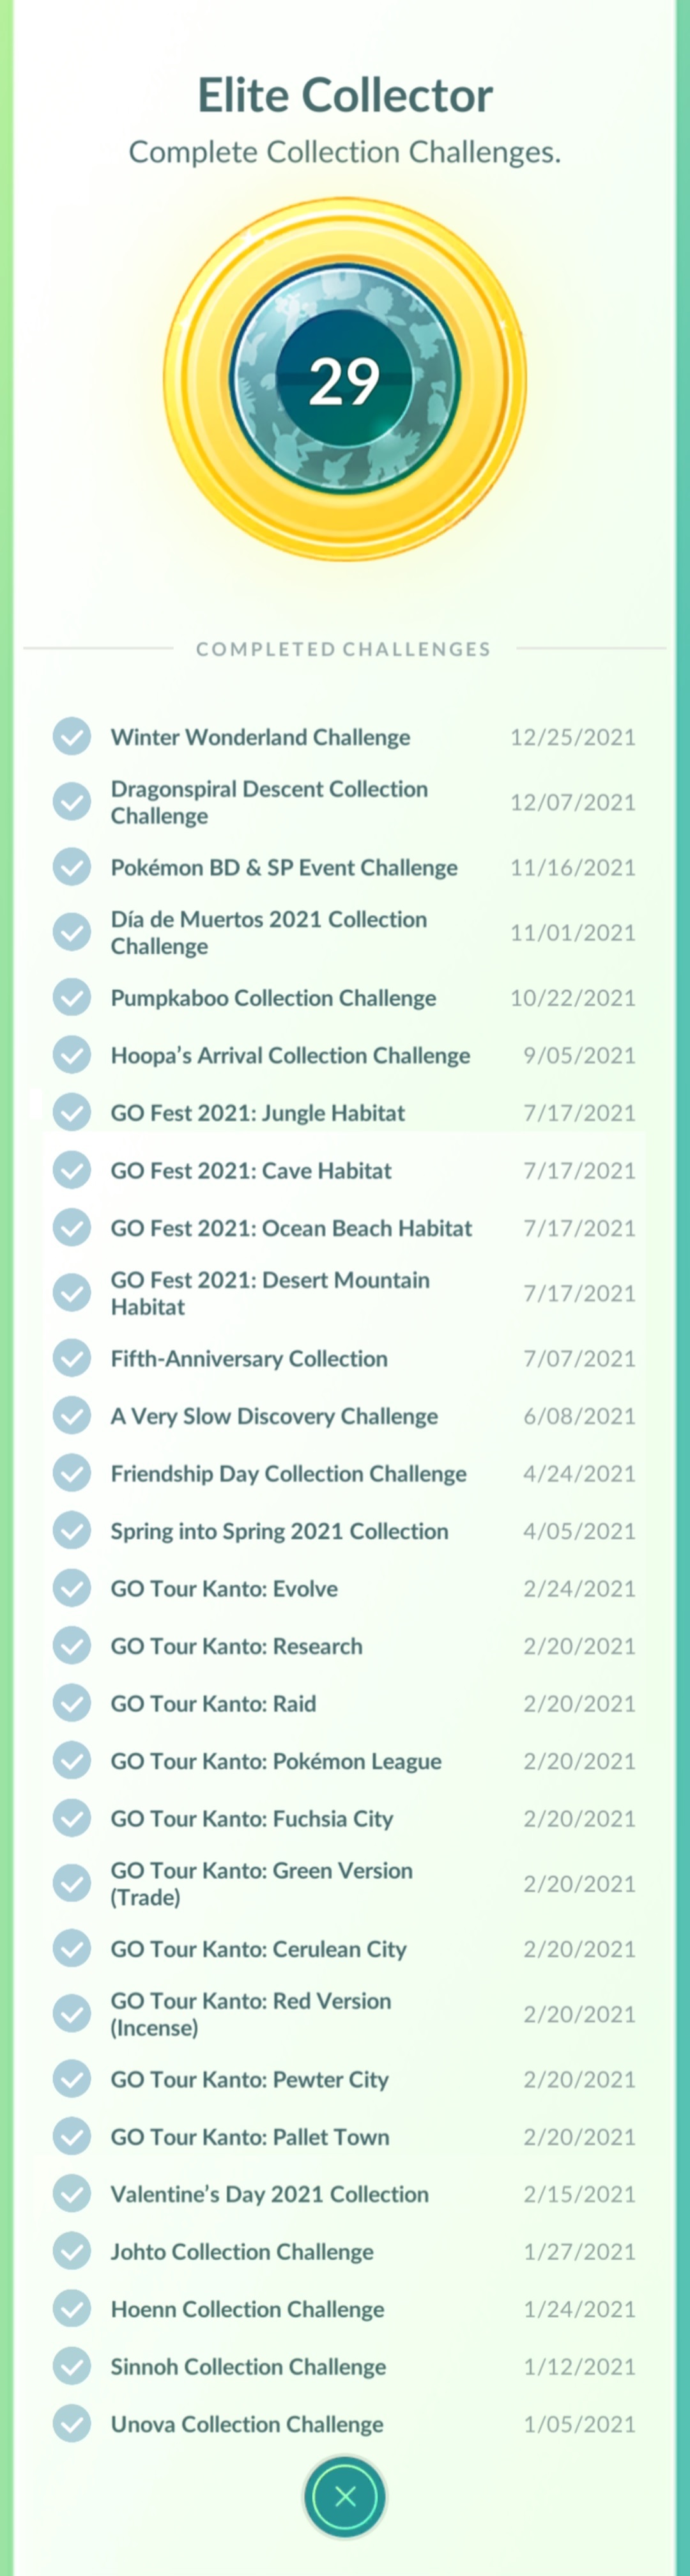 Elite Collector
Complete Collection Challenges.
29
COMPLETED CHALLENGES
Winter Wonderland Challenge 12/25/2021
Dragonspiral Descent Collection
Challenge 12/07/2021
Pokémon BD & SP Event Challenge 11/16/2021
Día de Muertos 2021 Collection
Challenge 11/01/2021
Pumpkaboo Collection Challenge 10/22/2021
Hoopa’s Arrival Collection Challenge 9/05/2021
GO Fest 2021: Jungle Habitat 7/17/2021
GO Fest 2021: Cave Habitat 7/17/2021
GO Fest 2021: Ocean Beach Habitat 7/17/2021
GO Fest 2021: Desert Mountain
Habitat 7/17/2021
Fifth-Anniversary Collection 7/07/2021
A Very Slow Discovery Challenge 6/08/2021
Friendship Day Collection Challenge 4/24/2021
Spring into Spring 2021 Collection 4/05/2021
GO Tour Kanto: Evolve 2/24/2021
GO Tour Kanto: Research 2/20/2021
GO Tour Kanto: Raid 2/20/2021
GO Tour Kanto: Pokémon League 2/20/2021
GO Tour Kanto: Fuchsia City 2/20/2021
GO Tour Kanto: Green Version
(Trade) 2/20/2021
GO Tour Kanto: Cerulean City 2/20/2021
GO Tour Kanto: Red Version
(Incense) 2/20/2021
GO Tour Kanto: Pewter City 2/20/2021
GO Tour Kanto: Pallet Town 2/20/2021
Valentine’s Day 2021 Collection 2/15/2021
Johto Collection Challenge 1/27/2021
Hoenn Collection Challenge 1/24/2021
Sinnoh Collection Challenge 1/12/2021
Unova Collection Challenge 1/05/2021